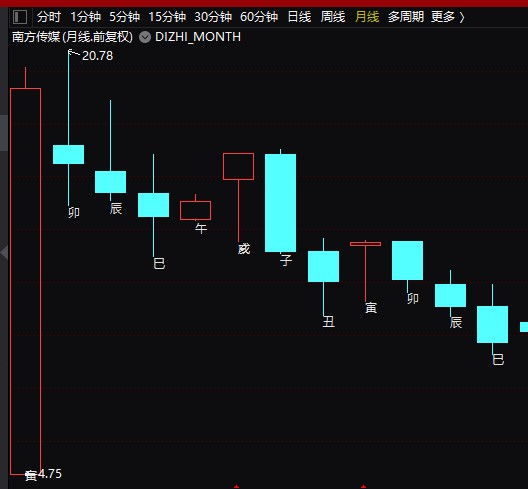 分时 1分钟 5分钟 15分钟 30分钟 60分钟 日线 周线 月线 多周期 更多 〉
南方传媒(月线.前复权) DIZHI_MONTH
20.78
卯
辰
巳
午
子
丑
寅
卯
辰
巳
4.75